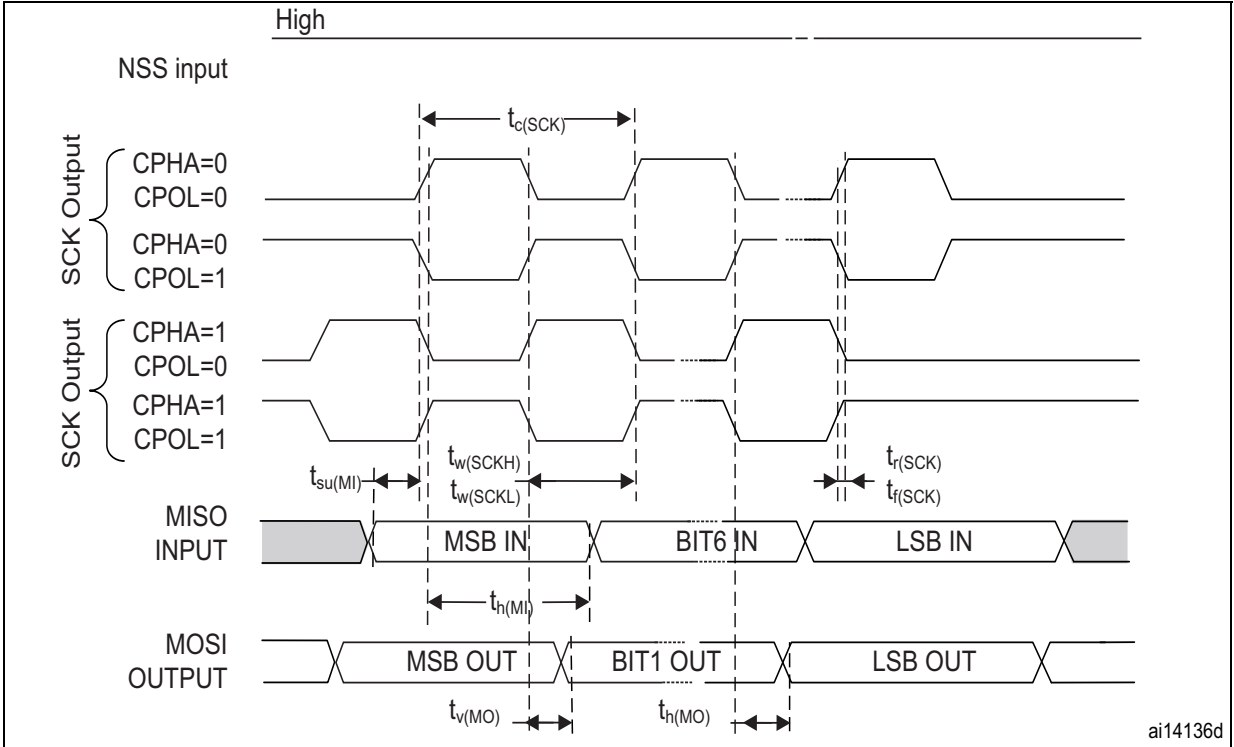 High
NSS input
tc(SCK)
SCK Output
CPHA=0
CPOL=0
CPHA=0
CPOL=1
SCK Output
CPHA=1
CPOL=0
CPHA=1
CPOL=1
tsu(MI)
tw(SCKH)
tw(SCKL)
tr(SCK)
tf(SCK)
MISO
INPUT
MSB IN
BIT6 IN
LSB IN
th(MI)
MOSI
OUTPUT
MSB OUT
BIT1 OUT
LSB OUT
tv(MO)
th(MO)
ai14136d